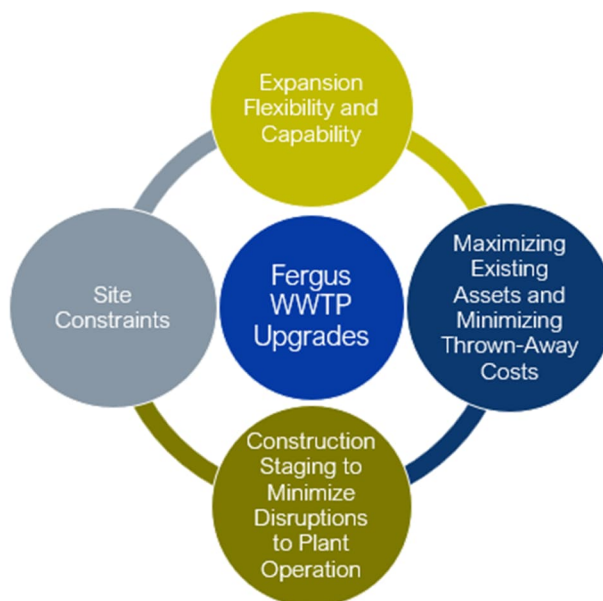 Expansion
Flexibility and
Capability
Site
Constraints
Fergus
WWTP
Upgrades
Maximizing
Existing
Assets and
Minimizing
Thrown-Away
Costs
Construction
Staging to
Minimize
Disruptions
to Plant
Operation